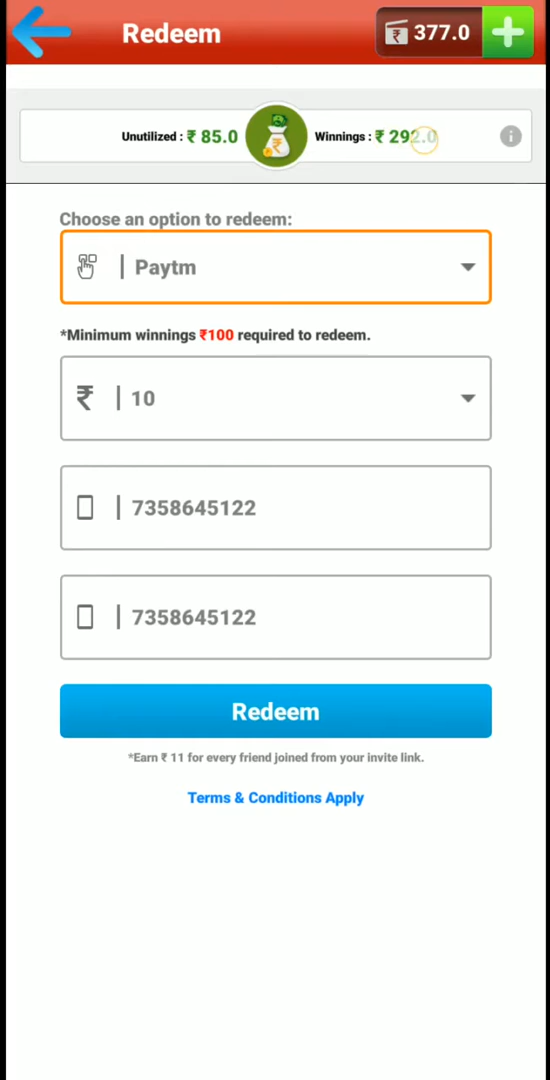 Redeem
₹ 377.0 +
Unutilized : ₹ 85.0 Winnings : ₹ 292.0 i
Choose an option to redeem:
| Paytm
*Minimum winnings ₹100 required to redeem.
₹ | 10
| 7358645122
| 7358645122
Redeem
*Earn ₹ 11 for every friend joined from your invite link.
Terms & Conditions Apply